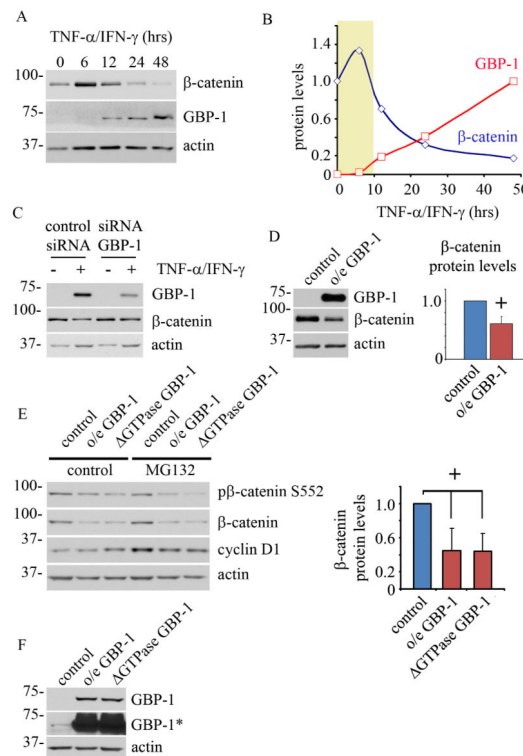 A
TNF-α/IFN-γ (hrs)
0 6 12 24 48
100-
β-catenin
75-
GBP-1
37-
actin
B
protein levels
1.4
1.0
0.6
0.2
0 10 20 30 40 50
GBP-1
β-catenin
TNF-α/IFN-γ (hrs)
C
control siRNA
siRNA GBP-1
- + - + TNF-α/IFN-γ
75-
GBP-1
100-
β-catenin
37-
actin
D
control
o/e GBP-1
75-
GBP-1
100-
β-catenin
37-
actin
β-catenin
protein levels
1.0
0
+
control
o/e GBP-1
E
control
o/e GBP-1
ΔGTPase GBP-1
control
o/e GBP-1
ΔGTPase GBP-1
control MG132
100-
pβ-catenin S552
100-
β-catenin
37-
cyclin D1
37-
actin
β-catenin
protein levels
1.0
0.6
0.4
0
+
control
o/e GBP-1
ΔGTPase GBP-1
F
control
o/e GBP-1
ΔGTPase GBP-1
75-
GBP-1
75-
GBP-1*
37-
actin